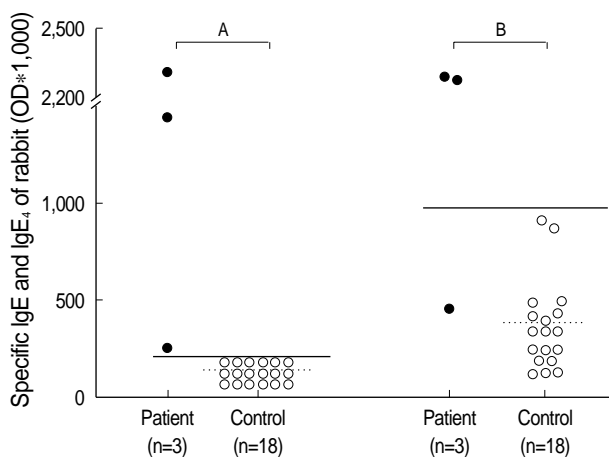 Specific IgE and IgE4 of rabbit (OD*1,000)
2,500
2,200
1,000
500
0
A
B
Patient
(n=3)
Control
(n=18)
Patient
(n=3)
Control
(n=18)